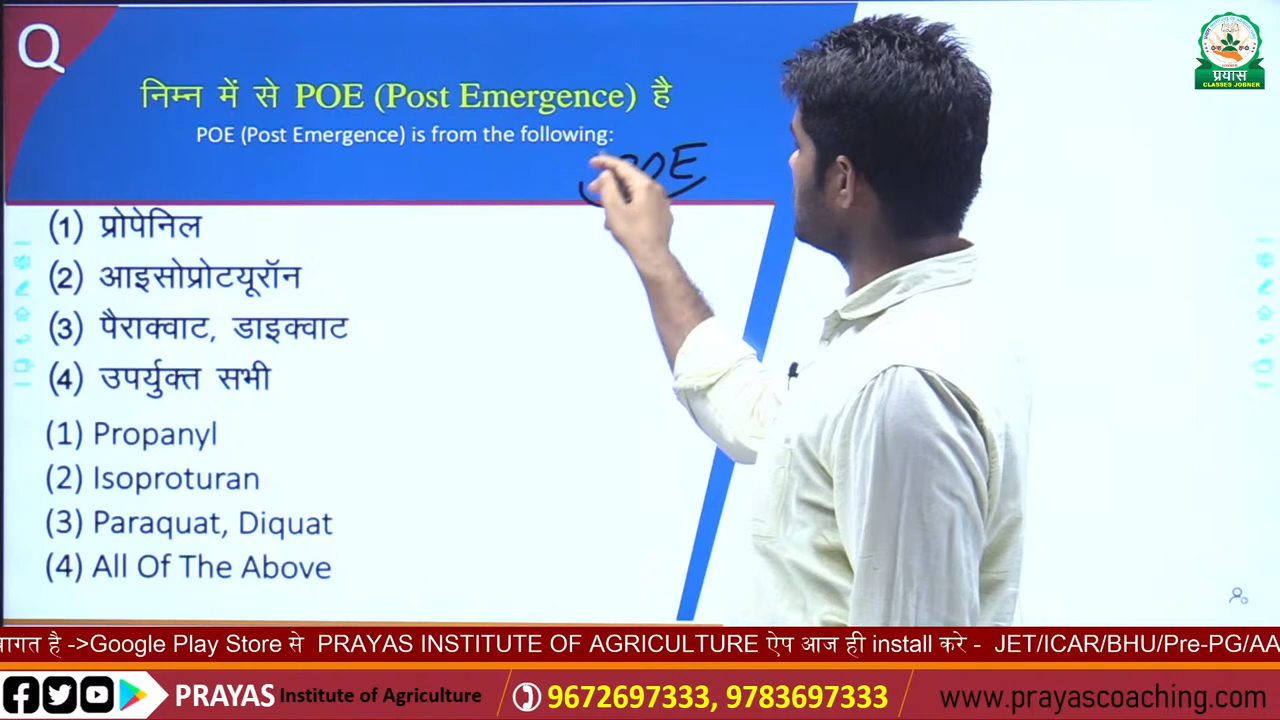 Q
निम्न में से POE (Post Emergence) है
POE (Post Emergence) is from the following:
(1) प्रोपेनिल
(2) आइसोप्रोटयूरॉन
(3) पैराक्वाट, डाइक्वाट
(4) उपर्युक्त सभी
(1) Propanyl
(2) Isoproturan
(3) Paraquat, Diquat
(4) All Of The Above
प्रयास
CLASSES JOBNER
है ->Google Play Store से PRAYAS INSTITUTE OF AGRICULTURE ऐप आज ही install करे - JET/ICAR/BHU/Pre-PG/AA
PRAYAS Institute of Agriculture
9672697333, 9783697333
www.prayascoaching.com